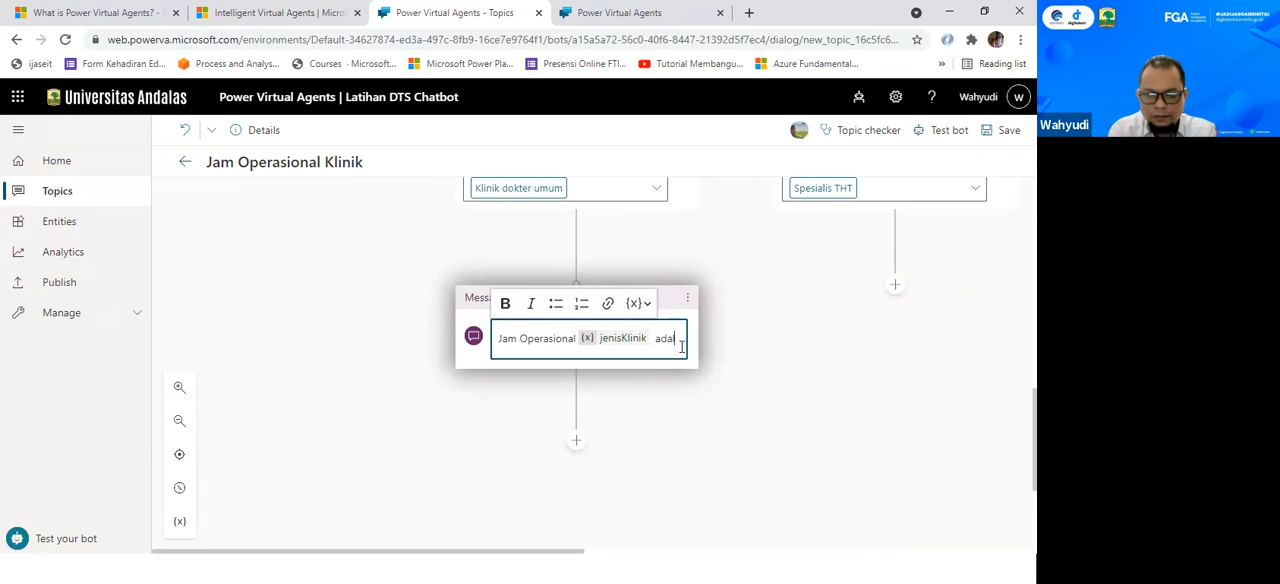 What is Power Virtual Agents? -
Intelligent Virtual Agents | Micro
Power Virtual Agents - Topics
Power Virtual Agents
web.powerva.microsoft.com/environments/Default-34627874-ed3a-497c-8fb9-16ce7e9764f1/bots/a15a5a72-56c0-40f6-8447-21392d5f7ec4/dialog/new_topic_16c5fc6...
ijaseit
Form Kehadiran Ed...
Process and Analys...
Courses - Microsoft...
Microsoft Power Pla...
Presensi Online FTI...
Tutorial Membangu...
Azure Fundamental...
»
Reading list
Universitas Andalas
Power Virtual Agents | Latihan DTS Chatbot
?
Wahyudi
W
Details
Topic checker
Test bot
Save
Home
Jam Operasional Klinik
Topics
Klinik dokter umum
Spesialis THT
Entities
Analytics
Publish
Manage
Messa
B I {x}
Jam Operasional {x} jenisKlinik adal
{x}
Test your bot
FGA
#JADIJAGOANDIGITAL
Wahyudi